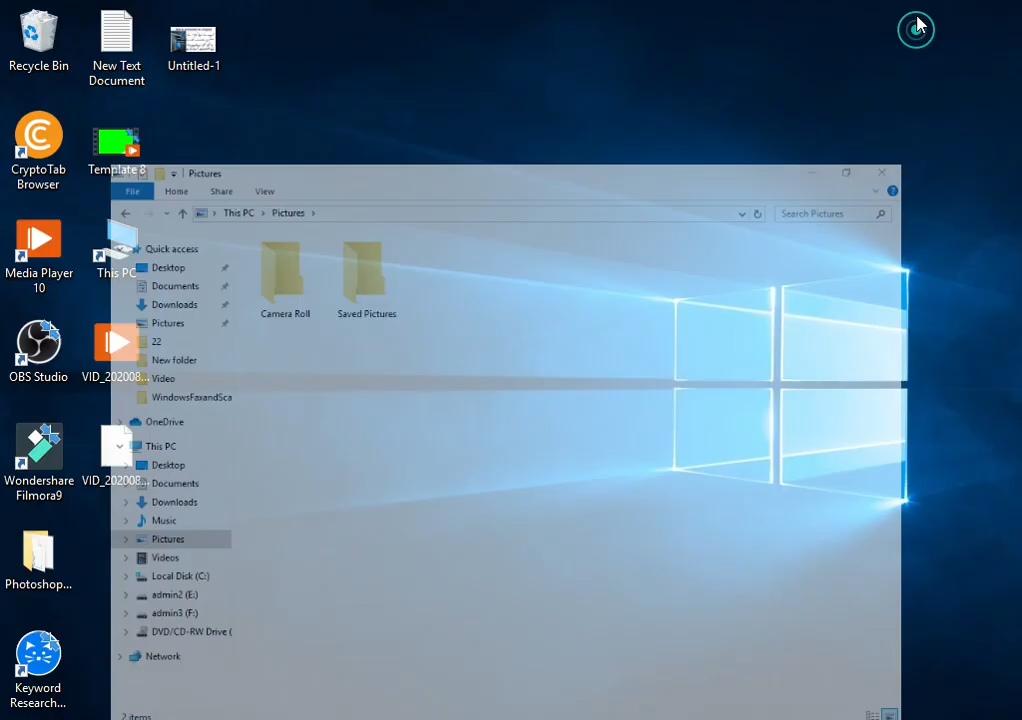 Recycle Bin
New Text
Document
Untitled-1
CryptoTab
Browser
Template 8
Media Player
10
This PC
OBS Studio
VID_202008...
Wondershare
Filmora9
VID_202008...
Photoshop...
Keyword
Research...
Pictures
File Home Share View
This PC > Pictures >
Search Pictures
Quick access
Desktop
Documents
Downloads
Pictures
22
New folder
Video
WindowsFaxandSca
OneDrive
This PC
Desktop
Documents
Downloads
Music
Pictures
Videos
Local Disk (C:)
admin2 (E:)
admin3 (F:)
DVD/CD-RW Drive (
Network
Camera Roll
Saved Pictures
2 items